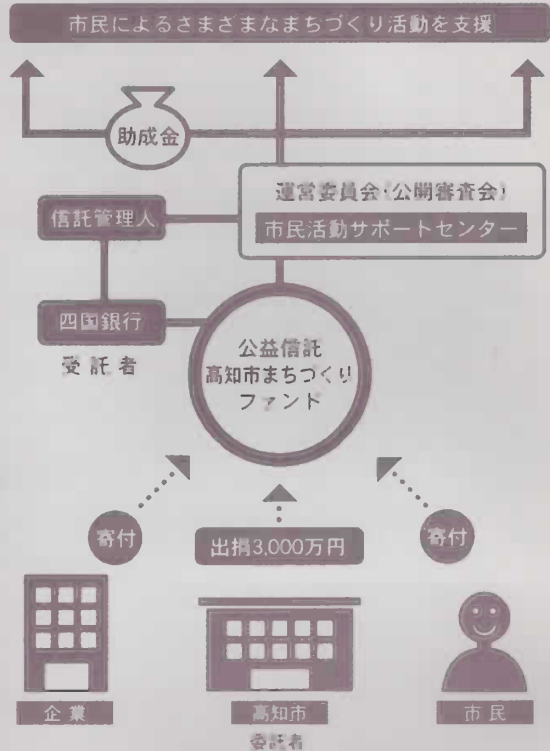 市民によるさまざまなまちづくり活動を支援
助成金
運営委員会(公開審査会)
信託管理人
市民活動サポートセンター
四国銀行
受託者
公益信託
高知市まちづくり
ファンド
寄付
出捐3,000万円
寄付
企業
高知市
市民
委託者